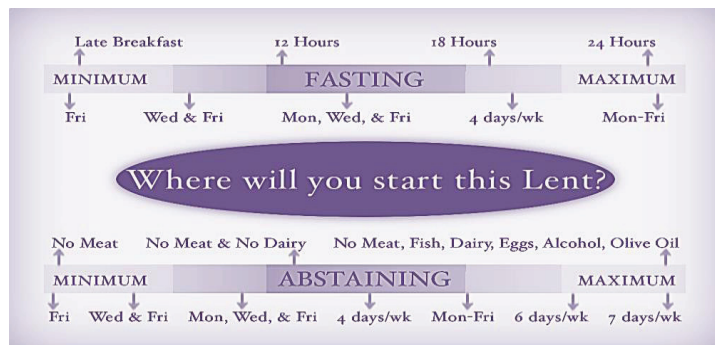 Late Breakfast 12 Hours 18 Hours 24 Hours
MINIMUM FASTING MAXIMUM
Fri Wed & Fri Mon, Wed, & Fri 4 days/wk Mon-Fri
Where will you start this Lent?
No Meat No Meat & No Dairy No Meat, Fish, Dairy, Eggs, Alcohol, Olive Oil
MINIMUM ABSTAINING MAXIMUM
Fri Wed & Fri Mon, Wed, & Fri 4 days/wk Mon-Fri 6 days/wk 7 days/wk